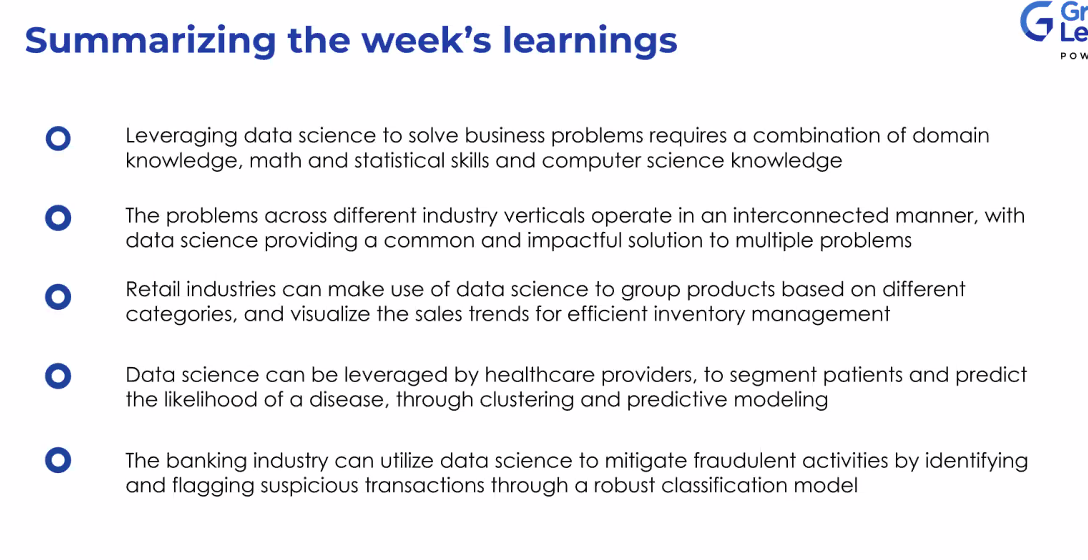 Summarizing the week's learnings
Gr
Le
POW
Leveraging data science to solve business problems requires a combination of domain
knowledge, math and statistical skills and computer science knowledge
The problems across different industry verticals operate in an interconnected manner, with
data science providing a common and impactful solution to multiple problems
Retail industries can make use of data science to group products based on different
categories, and visualize the sales trends for efficient inventory management
Data science can be leveraged by healthcare providers, to segment patients and predict
the likelihood of a disease, through clustering and predictive modeling
The banking industry can utilize data science to mitigate fraudulent activities by identifying
and flagging suspicious transactions through a robust classification model